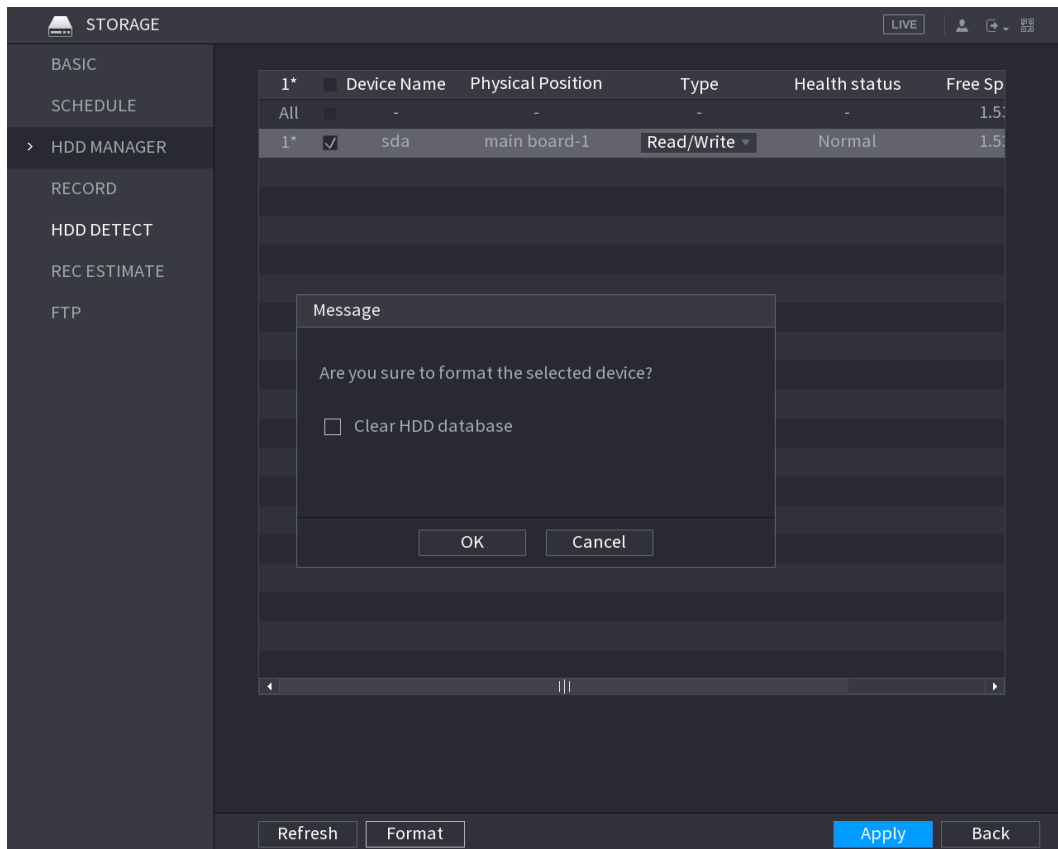 STORAGE LIVE
BASIC
SCHEDULE
HDD MANAGER
RECORD
HDD DETECT
REC ESTIMATE
FTP
1* Device Name Physical Position Type Health status Free Sp
All - - - - 1.53
1* sda main board-1 Read/Write Normal 1.53
Message
Are you sure to format the selected device?
Clear HDD database
OK Cancel
Refresh Format Apply Back